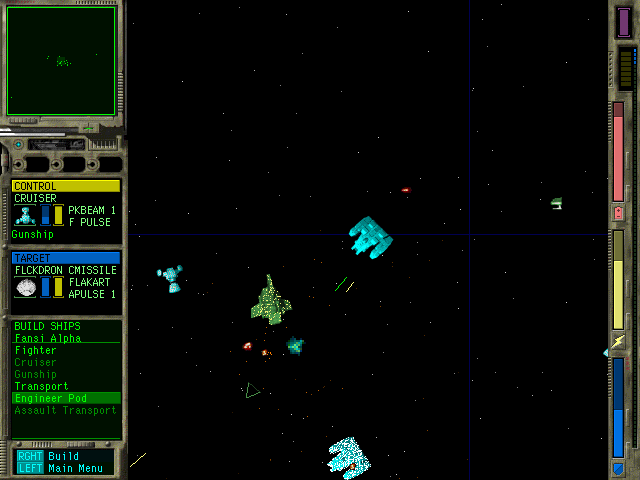 CONTROL
CRUISER
PKBEAM 1
F PULSE
Gunship
TARGET
FLCKDRON CMISSILE
FLAKART
APULSE 1
BUILD SHIPS
Fansi Alpha
Fighter
Cruiser
Gunship
Transport
Engineer Pod
Assault Transport
RGHT Build
LEFT Main Menu